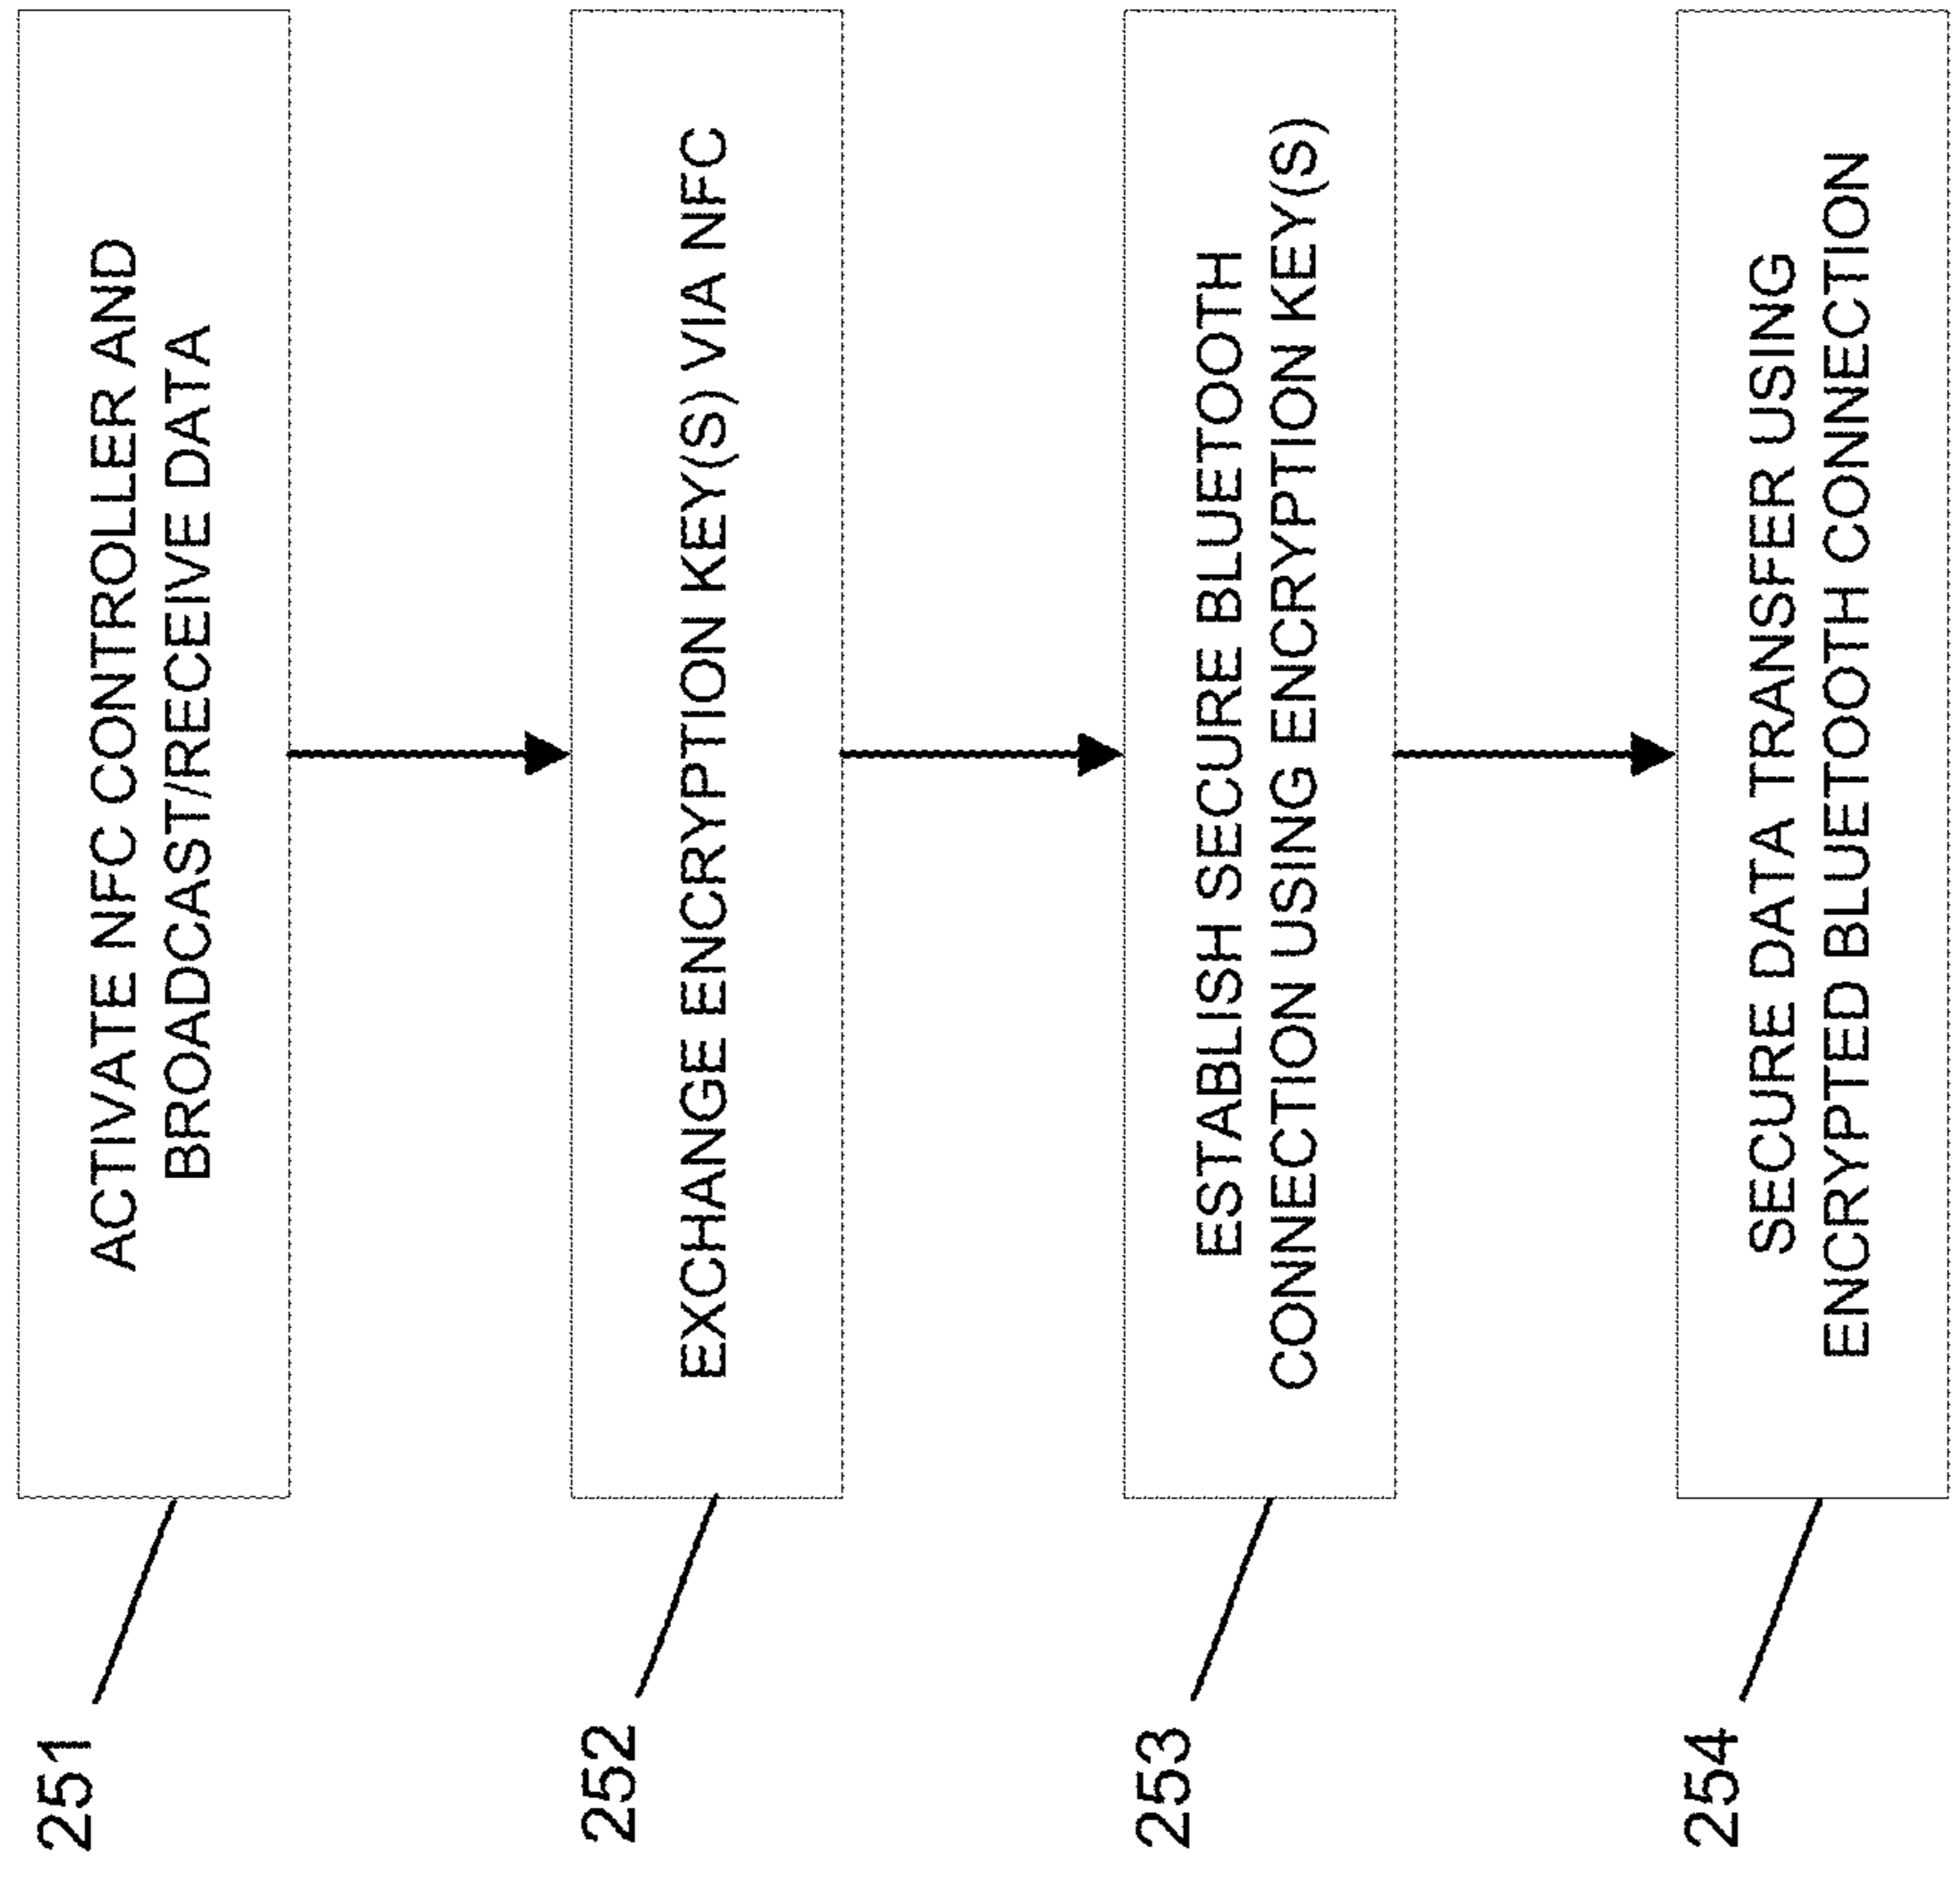 251
ACTIVATE NFC CONTROLLER AND
BROADCAST/RECEIVE DATA
252
EXCHANGE ENCRYPTION KEY(S) VIA NFC
253
ESTABLISH SECURE BLUETOOTH
CONNECTION USING ENCRYPTION KEY(S)
254
SECURE DATA TRANSFER USING
ENCRYPTED BLUETOOTH CONNECTION